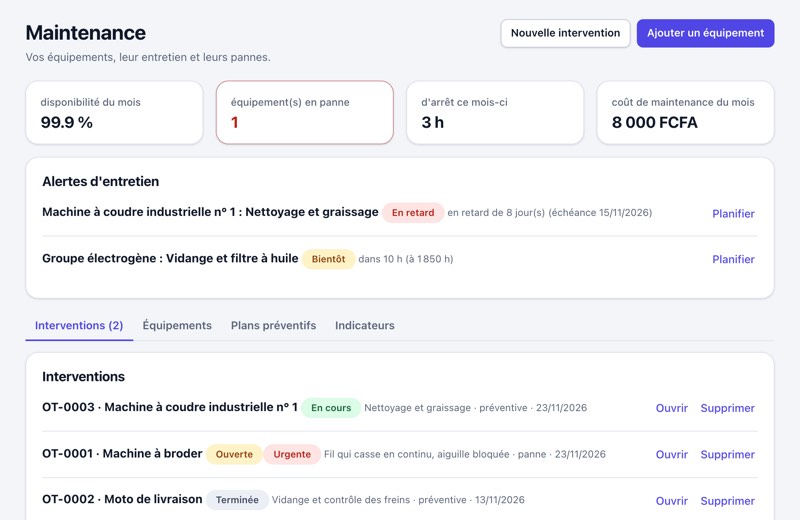 Maintenance
Nouvelle intervention
Ajouter un équipement
Vos équipements, leur entretien et leurs pannes.
disponibilité du mois
99.9 %
équipement(s) en panne
1
d'arrêt ce mois-ci
3 h
coût de maintenance du mois
8 000 FCFA
Alertes d'entretien
Machine à coudre industrielle n° 1 : Nettoyage et graissage En retard en retard de 8 jour(s) (échéance 15/11/2026) Planifier
Groupe électrogène : Vidange et filtre à huile Bientôt dans 10 h (à 1 850 h) Planifier
Interventions (2) Équipements Plans préventifs Indicateurs
Interventions
OT-0003 · Machine à coudre industrielle n° 1 En cours Nettoyage et graissage · préventive · 23/11/2026 Ouvrir Supprimer
OT-0001 · Machine à broder Ouverte Urgente Fil qui casse en continu, aiguille bloquée · panne · 23/11/2026 Ouvrir Supprimer
OT-0002 · Moto de livraison Terminée Vidange et contrôle des freins · préventive · 13/11/2026 Ouvrir Supprimer